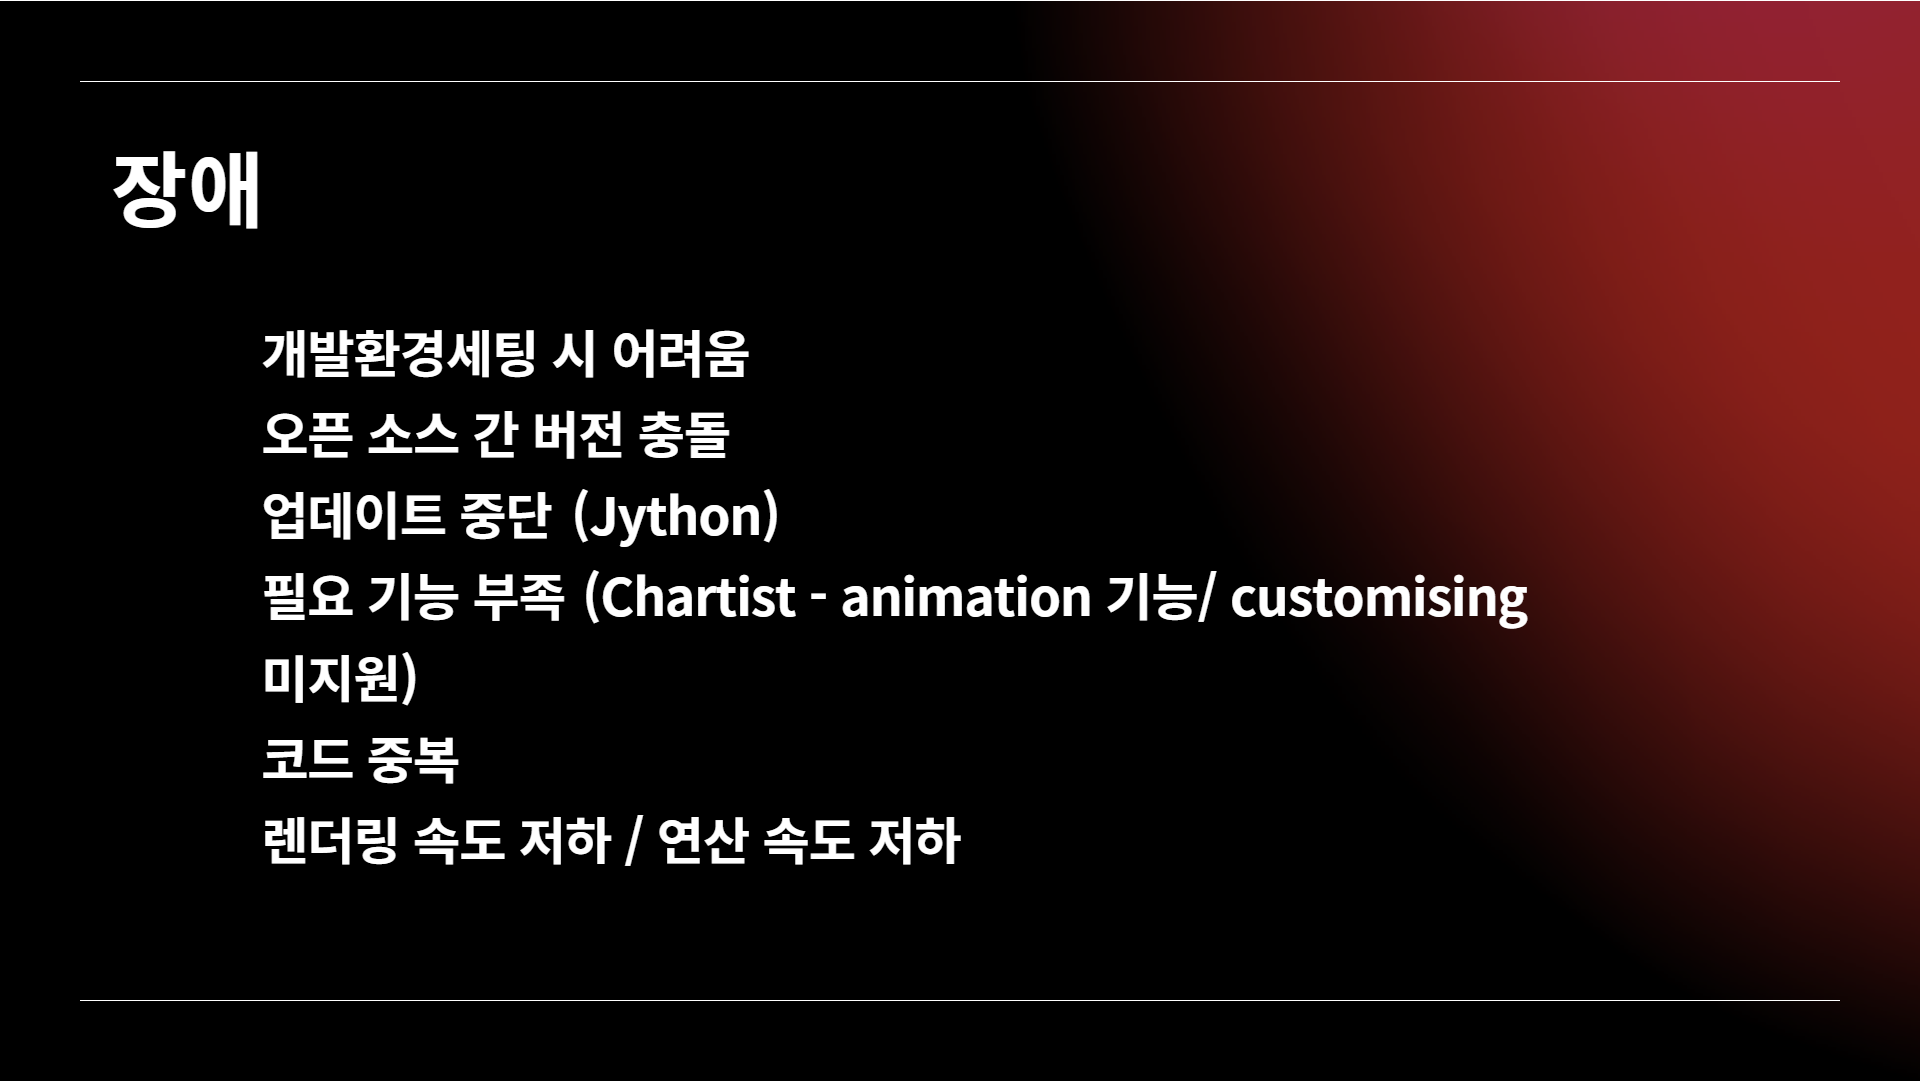 장애
개발환경세팅 시 어려움
오픈 소스 간 버전 충돌
업데이트 중단 (Jython)
필요 기능 부족 (Chartist - animation 기능/ customising
미지원)
코드 중복
렌더링 속도 저하 / 연산 속도 저하